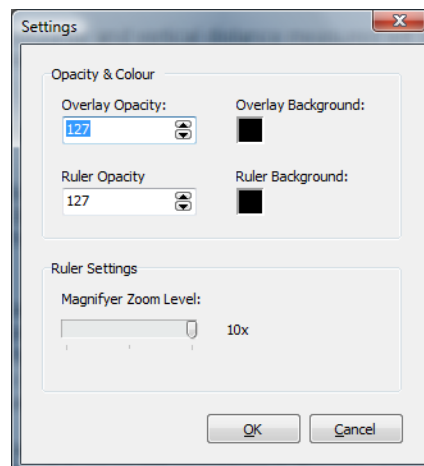 Settings
Opacity & Colour
Overlay Opacity: Overlay Background:
127
Ruler Opacity Ruler Background:
127
Ruler Settings
Magnifyer Zoom Level:
10x
OK Cancel